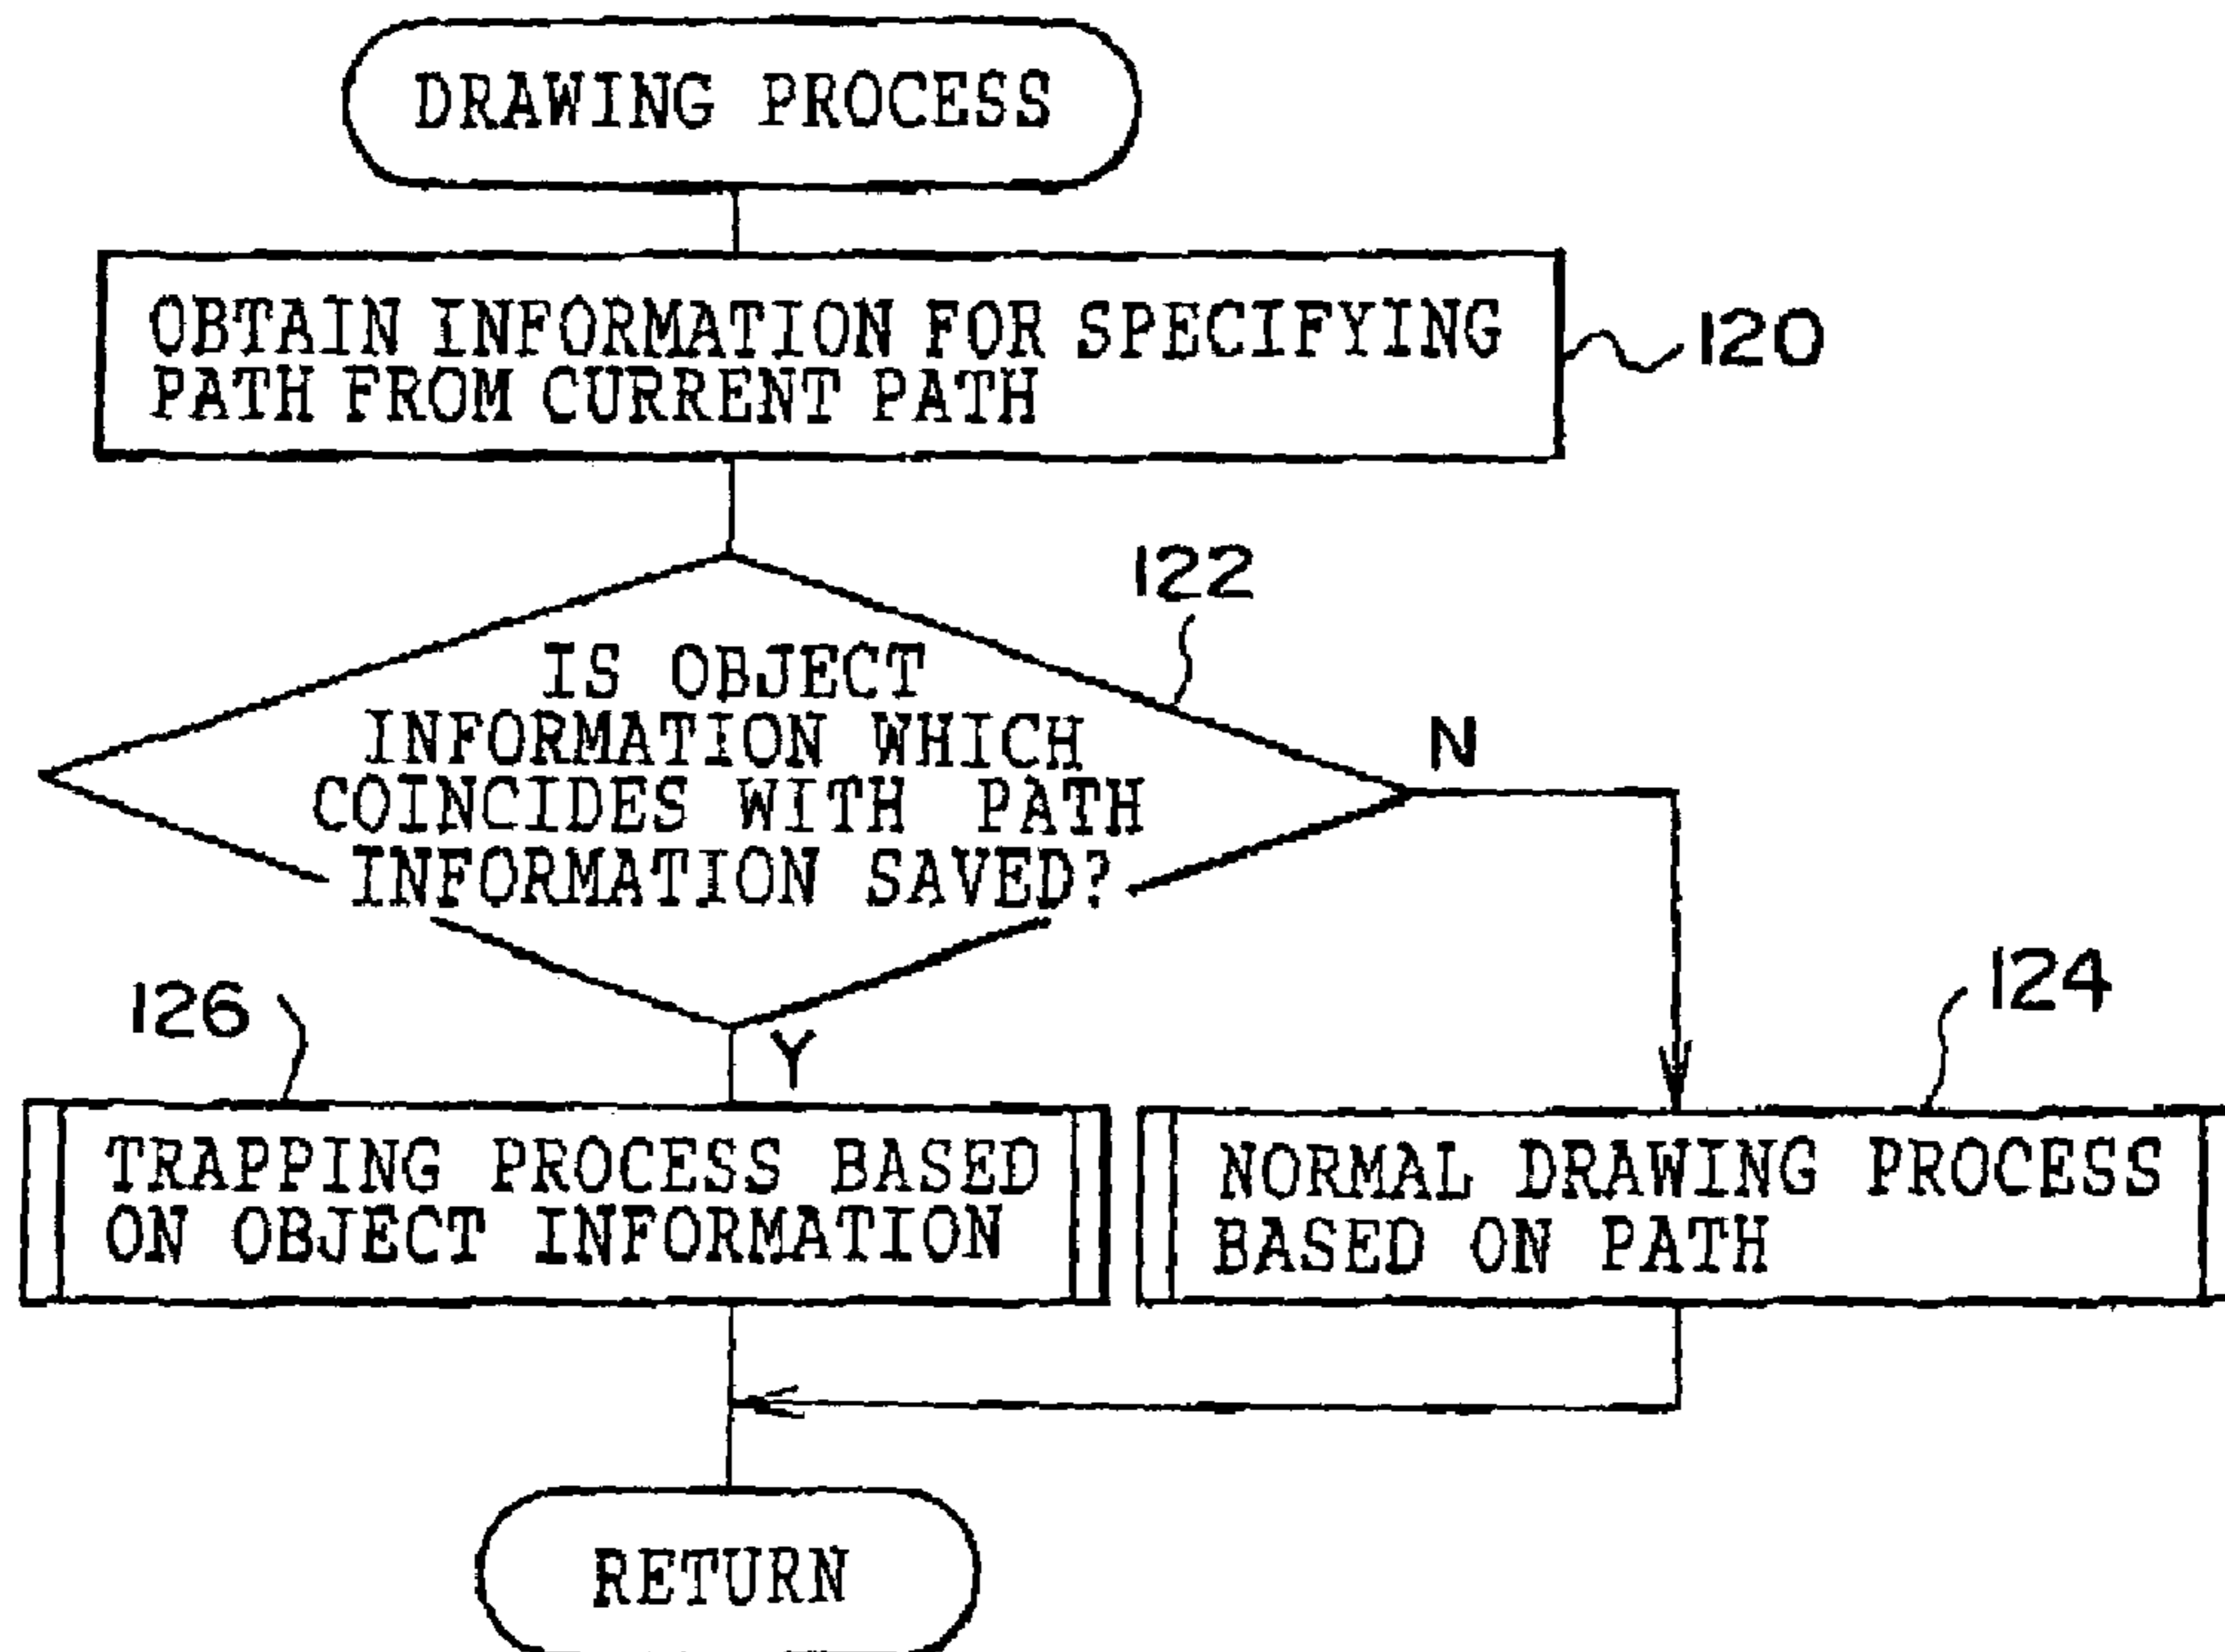 DRAWING PROCESS
OBTAIN INFORMATION FOR SPECIFYING
PATH FROM CURRENT PATH
120
122
IS OBJECT
INFORMATION WHICH
COINCIDES WITH PATH
INFORMATION SAVED?
N
Y
126
TRAPPING PROCESS BASED
ON OBJECT INFORMATION
124
NORMAL DRAWING PROCESS
BASED ON PATH
RETURN